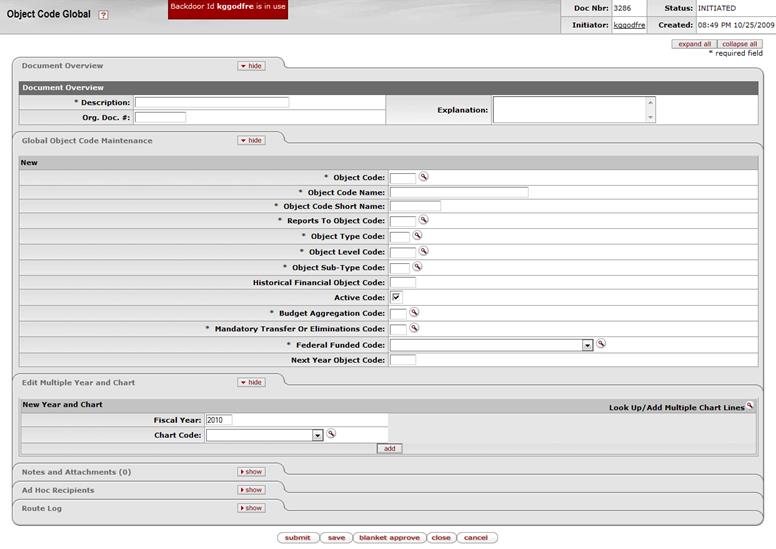 Backdoor Id kggodfre is in use
Object Code Global ?
Doc Nbr: 3286 Status: INITIATED
Initiator: kggodfre Created: 08:49 PM 10/25/2009
expand all collapse all
* required field
Document Overview hide
Document Overview
* Description: Explanation:
Org. Doc. #:
Global Object Code Maintenance hide
New
* Object Code:
* Object Code Name:
* Object Code Short Name:
* Reports To Object Code:
* Object Type Code:
* Object Level Code:
* Object Sub-Type Code:
Historical Financial Object Code:
Active Code:
* Budget Aggregation Code:
* Mandatory Transfer Or Eliminations Code:
* Federal Funded Code:
Next Year Object Code:
Edit Multiple Year and Chart hide
New Year and Chart Look Up/Add Multiple Chart Lines
Fiscal Year: 2010
Chart Code:
add
Notes and Attachments (0) show
Ad Hoc Recipients show
Route Log show
submit save blanket approve close cancel